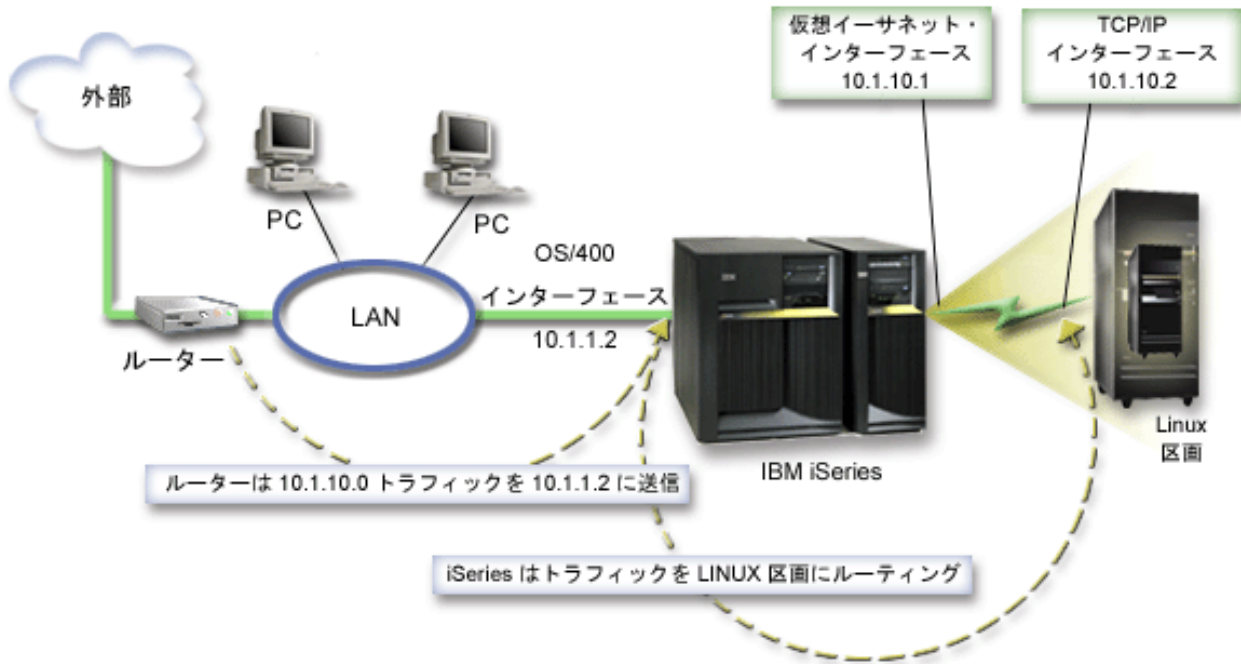 仮想イーサネット・
インターフェース
10.1.10.1
TCP/IP
インターフェース
10.1.10.2
外部
PC
PC
OS/400
インターフェース
10.1.1.2
LAN
ルーター
Linux
区画
IBM iSeries
ルーターは 10.1.10.0 トラフィックを 10.1.1.2 に送信
iSeries はトラフィックを LINUX 区画にルーティング